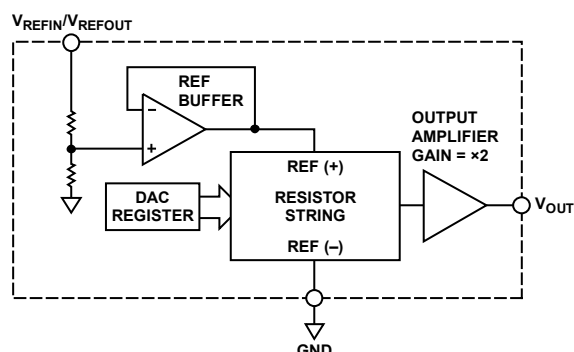 VREFIN/VREFOUT
REF
BUFFER
−
+
OUTPUT
AMPLIFIER
GAIN = ×2
REF (+)
DAC
REGISTER
RESISTOR
STRING
REF (–)
VOUT
GND